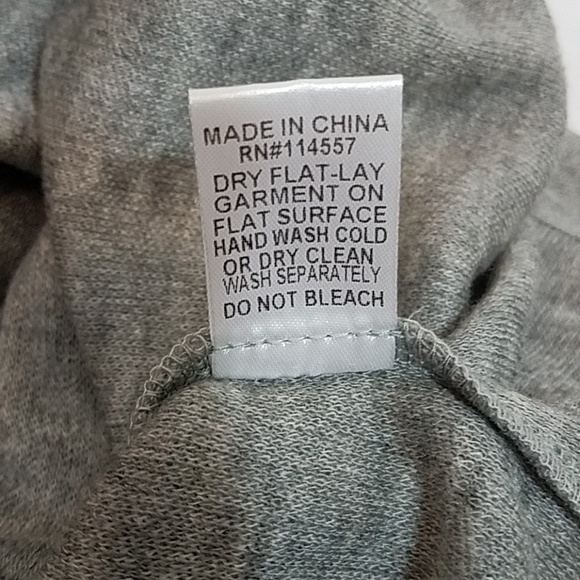 MADE IN CHINA
RN#114557
DRY FLAT-LAY
GARMENT ON
FLAT SURFACE
HAND WASH COLD
OR DRY CLEAN
WASH SEPARATELY
DO NOT BLEACH